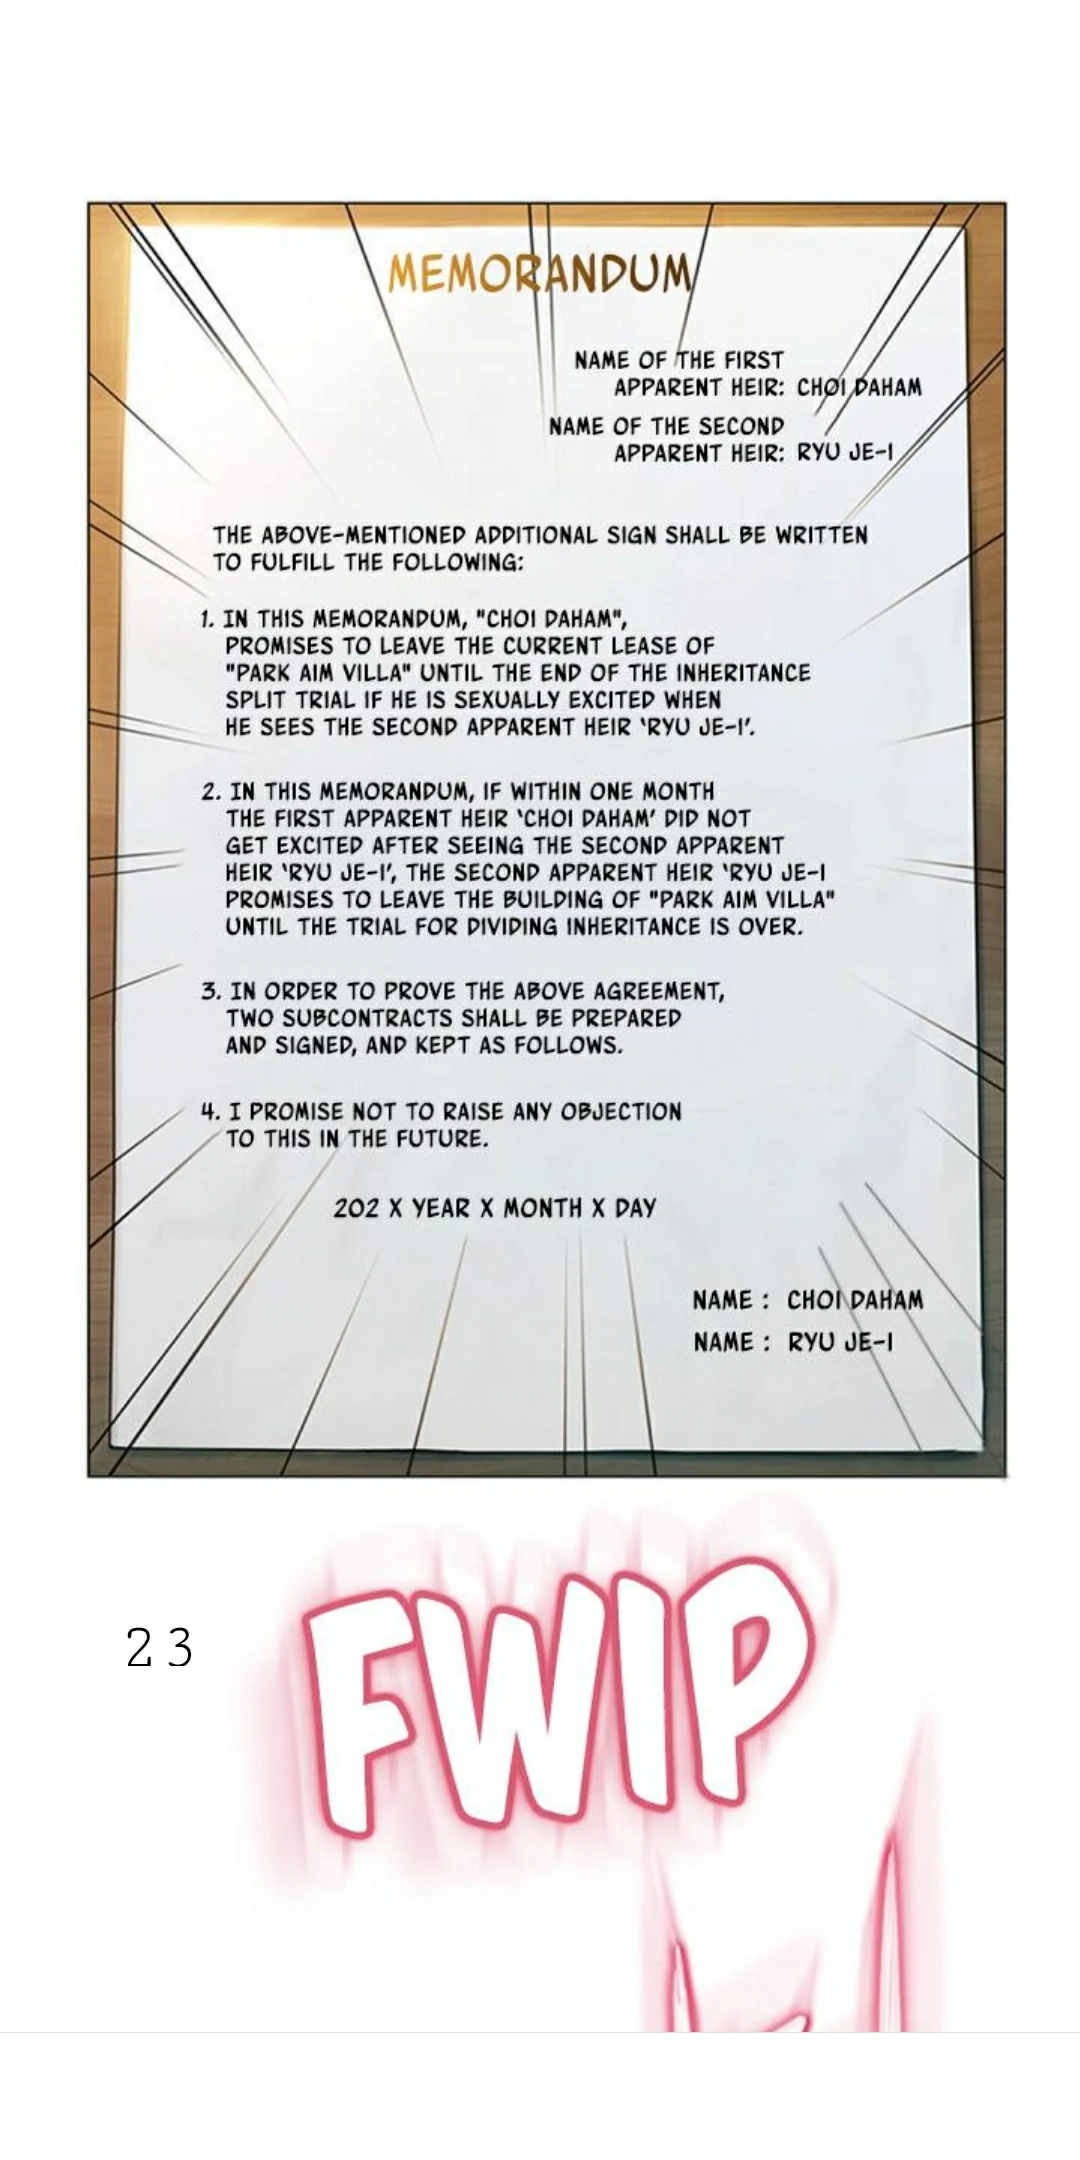 MEMORANDUM
NAME OF THE FIRST
APPARENT HEIR: CHOI DAHAM
NAME OF THE SECOND
APPARENT HEIR: RYU JE-I
THE ABOVE-MENTIONED ADDITIONAL SIGN SHALL BE WRITTEN
TO FULFILL THE FOLLOWING:
1. IN THIS MEMORANDUM, "CHOI DAHAM",
PROMISES TO LEAVE THE CURRENT LEASE OF
"PARK AIM VILLA" UNTIL THE END OF THE INHERITANCE
SPLIT TRIAL IF HE IS SEXUALLY EXCITED WHEN
HE SEES THE SECOND APPARENT HEIR 'RYU JE-I'.
2. IN THIS MEMORANDUM, IF WITHIN ONE MONTH
THE FIRST APPARENT HEIR 'CHOI DAHAM' DID NOT
GET EXCITED AFTER SEEING THE SECOND APPARENT
HEIR 'RYU JE-I', THE SECOND APPARENT HEIR 'RYU JE-I
PROMISES TO LEAVE THE BUILDING OF "PARK AIM VILLA"
UNTIL THE TRIAL FOR DIVIDING INHERITANCE IS OVER.
3. IN ORDER TO PROVE THE ABOVE AGREEMENT,
TWO SUBCONTRACTS SHALL BE PREPARED
AND SIGNED, AND KEPT AS FOLLOWS.
4. I PROMISE NOT TO RAISE ANY OBJECTION
TO THIS IN THE FUTURE.
202 X YEAR X MONTH X DAY
NAME : CHOI DAHAM
NAME : RYU JE-I
FWIP
23